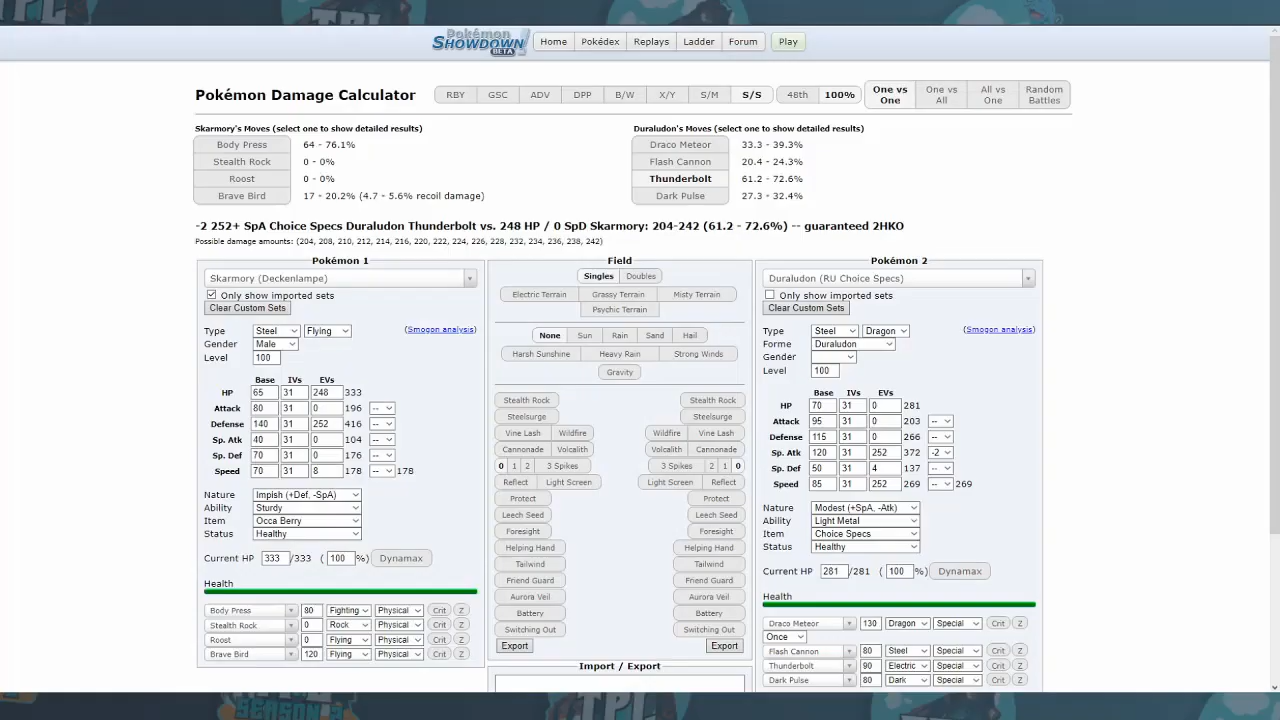 Pokémon SHOWDOWN! BETA Home Pokédex Replays Ladder Forum Play
Pokémon Damage Calculator RBY GSC ADV DPP B/W X/Y S/M S/S 48th 100% One vs One One vs All All vs One Random Battles
Skarmory's Moves (select one to show detailed results)
Body Press 64 - 76.1%
Stealth Rock 0 - 0%
Roost 0 - 0%
Brave Bird 17 - 20.2% (4.7 - 5.6% recoil damage)
Duraludon's Moves (select one to show detailed results)
Draco Meteor 33.3 - 39.3%
Flash Cannon 20.4 - 24.3%
Thunderbolt 61.2 - 72.6%
Dark Pulse 27.3 - 32.4%
-2 252+ SpA Choice Specs Duraludon Thunderbolt vs. 248 HP / 0 SpD Skarmory: 204-242 (61.2 - 72.6%) -- guaranteed 2HKO
Possible damage amounts: (204, 208, 210, 212, 214, 216, 220, 222, 224, 226, 228, 232, 234, 236, 238, 242)
Pokémon 1
Skarmory (Deckenlampe)
Only show imported sets
Clear Custom Sets
Type Steel Flying (Smogon analysis)
Gender Male
Level 100
Base IVs EVs
HP 65 31 248 333
Attack 80 31 0 196 --
Defense 140 31 252 416 --
Sp. Atk 40 31 0 104 --
Sp. Def 70 31 0 176 --
Speed 70 31 8 178 -- 178
Nature Impish (+Def, -SpA)
Ability Sturdy
Item Occa Berry
Status Healthy
Current HP 333 /333 ( 100 %) Dynamax
Health
Body Press 80 Fighting Physical Crit Z
Stealth Rock 0 Rock Physical Crit Z
Roost 0 Flying Physical Crit Z
Brave Bird 120 Flying Physical Crit Z
Field
Singles Doubles
Electric Terrain Grassy Terrain Misty Terrain
Psychic Terrain
None Sun Rain Sand Hail
Harsh Sunshine Heavy Rain Strong Winds
Gravity
Stealth Rock Stealth Rock
Steelsurge Steelsurge
Vine Lash Wildfire Wildfire Vine Lash
Cannonade Volcalith Volcalith Cannonade
0 1 2 3 Spikes 3 Spikes 2 1 0
Reflect Light Screen Light Screen Reflect
Protect Protect
Leech Seed Leech Seed
Foresight Foresight
Helping Hand Helping Hand
Tailwind Tailwind
Friend Guard Friend Guard
Aurora Veil Aurora Veil
Battery Battery
Switching Out Switching Out
Export Export
Import / Export
Pokémon 2
Duraludon (RU Choice Specs)
Only show imported sets
Clear Custom Sets
Type Steel Dragon (Smogon analysis)
Forme Duraludon
Gender
Level 100
Base IVs EVs
HP 70 31 0 281
Attack 95 31 0 203 --
Defense 115 31 0 266 --
Sp. Atk 120 31 252 372 -2
Sp. Def 50 31 4 137 --
Speed 85 31 252 269 -- 269
Nature Modest (+SpA, -Atk)
Ability Light Metal
Item Choice Specs
Status Healthy
Current HP 281 /281 ( 100 %) Dynamax
Health
Draco Meteor 130 Dragon Special Crit Z
Once
Flash Cannon 80 Steel Special Crit Z
Thunderbolt 90 Electric Special Crit Z
Dark Pulse 80 Dark Special Crit Z
SEASON
TPL
TPL